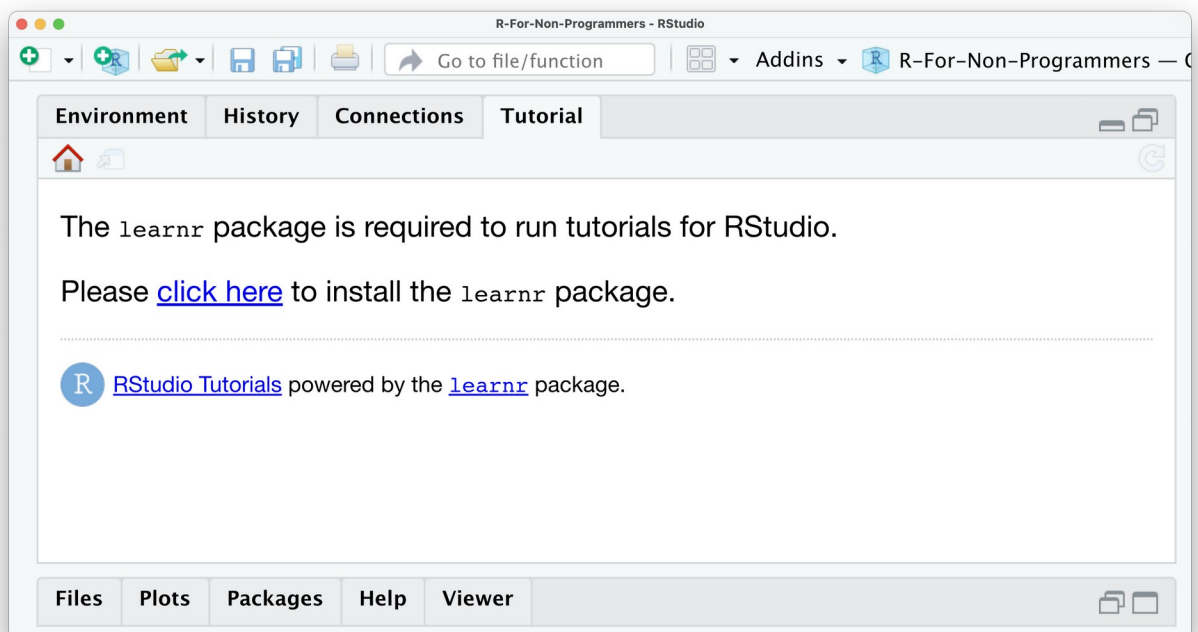 R-For-Non-Programmers - RStudio
Go to file/function Addins R-For-Non-Programmers —
Environment History Connections Tutorial
The learnr package is required to run tutorials for RStudio.
Please click here to install the learnr package.
R RStudio Tutorials powered by the learnr package.
Files Plots Packages Help Viewer